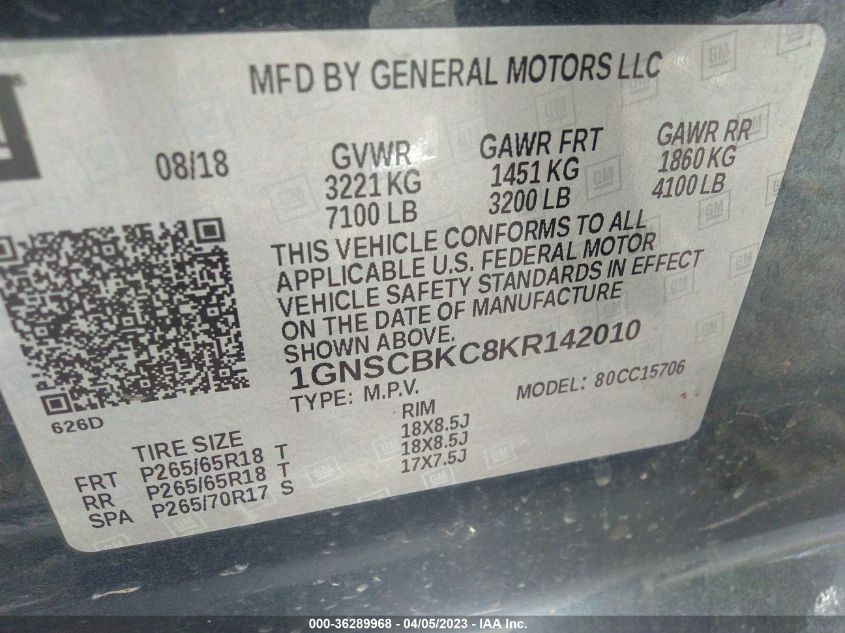 MFD BY GENERAL MOTORS LLC
08/18
GVWR
3221 KG
7100 LB
GAWR FRT
1451 KG
3200 LB
GAWR RR
1860 KG
4100 LB
THIS VEHICLE CONFORMS TO ALL
APPLICABLE U.S. FEDERAL MOTOR
VEHICLE SAFETY STANDARDS IN EFFECT
ON THE DATE OF MANUFACTURE
SHOWN ABOVE.
1GNSCBKC8KR142010
TYPE: M.P.V.
MODEL: 80CC15706
626D
TIRE SIZE
RIM
FRT P265/65R18 T 18X8.5J
RR P265/65R18 T 18X8.5J
SPA P265/70R17 S 17X7.5J
000-36289968 - 04/05/2023 - IAA Inc.